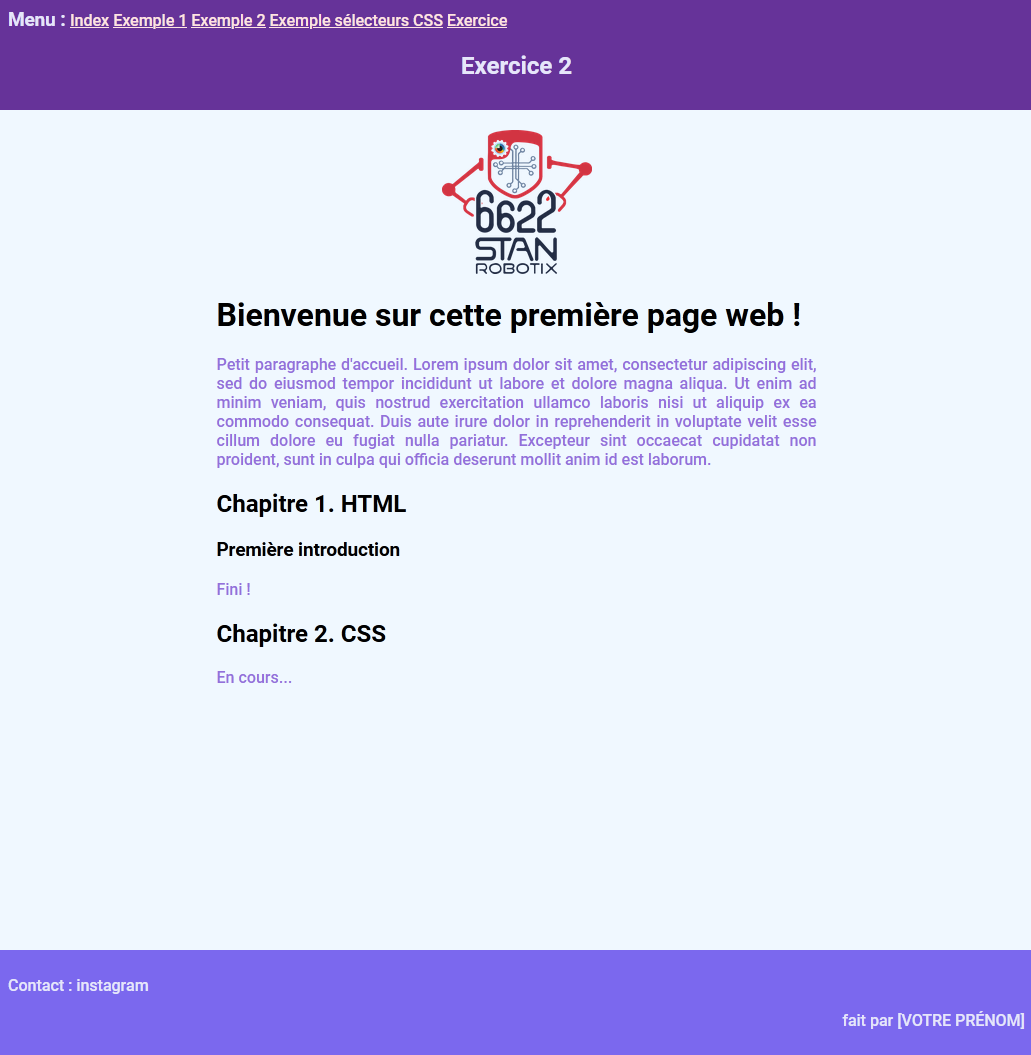 Menu : Index Exemple 1 Exemple 2 Exemple sélecteurs CSS Exercice
Exercice 2
6622
STAN
ROBOTIX
Bienvenue sur cette première page web !
Petit paragraphe d'accueil. Lorem ipsum dolor sit amet, consectetur adipiscing elit,
sed do eiusmod tempor incididunt ut labore et dolore magna aliqua. Ut enim ad
minim veniam, quis nostrud exercitation ullamco laboris nisi ut aliquip ex ea
commodo consequat. Duis aute irure dolor in reprehenderit in voluptate velit esse
cillum dolore eu fugiat nulla pariatur. Excepteur sint occaecat cupidatat non
proident, sunt in culpa qui officia deserunt mollit anim id est laborum.
Chapitre 1. HTML
Première introduction
Fini !
Chapitre 2. CSS
En cours...
Contact : instagram
fait par [VOTRE PRÉNOM]